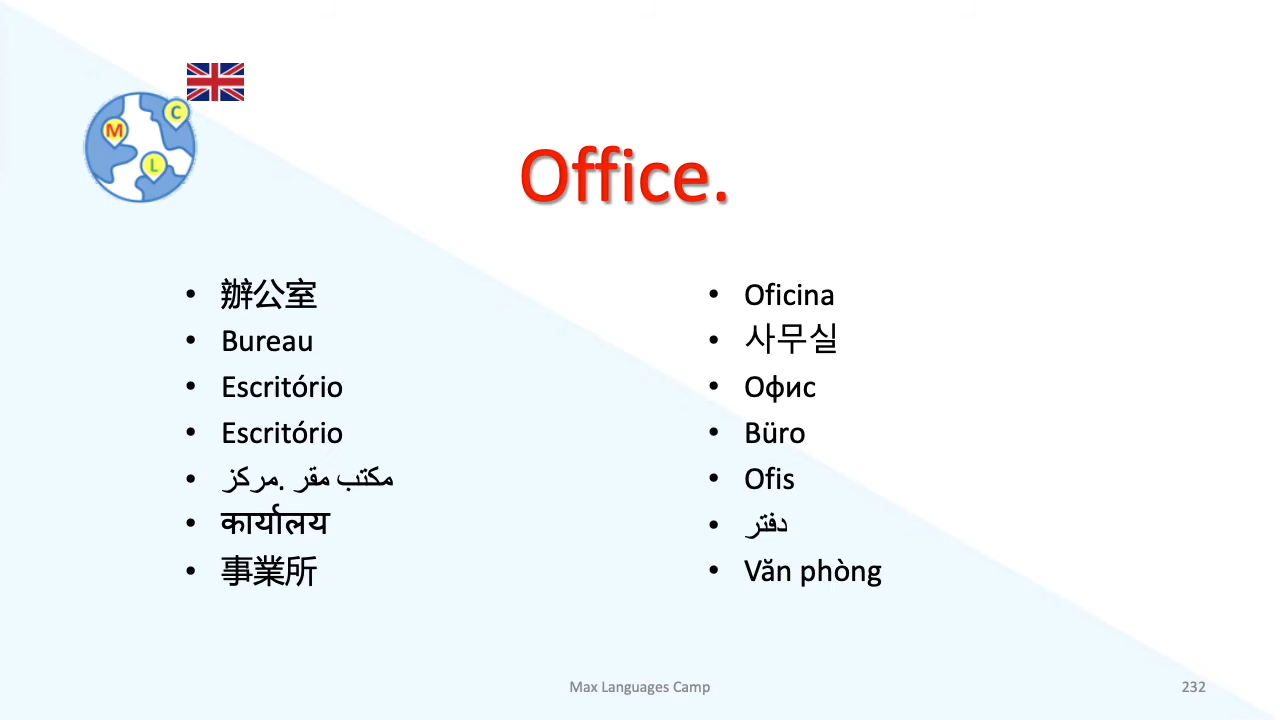 C
M
L
Office.
• 辦公室
• Bureau
• Escritório
• Escritório
• مكتب مقر .مركز
• कार्यालय
• 事業所
• Oficina
• 사무실
• Офис
• Büro
• Ofis
• دفتر
• Văn phòng
Max Languages Camp
232